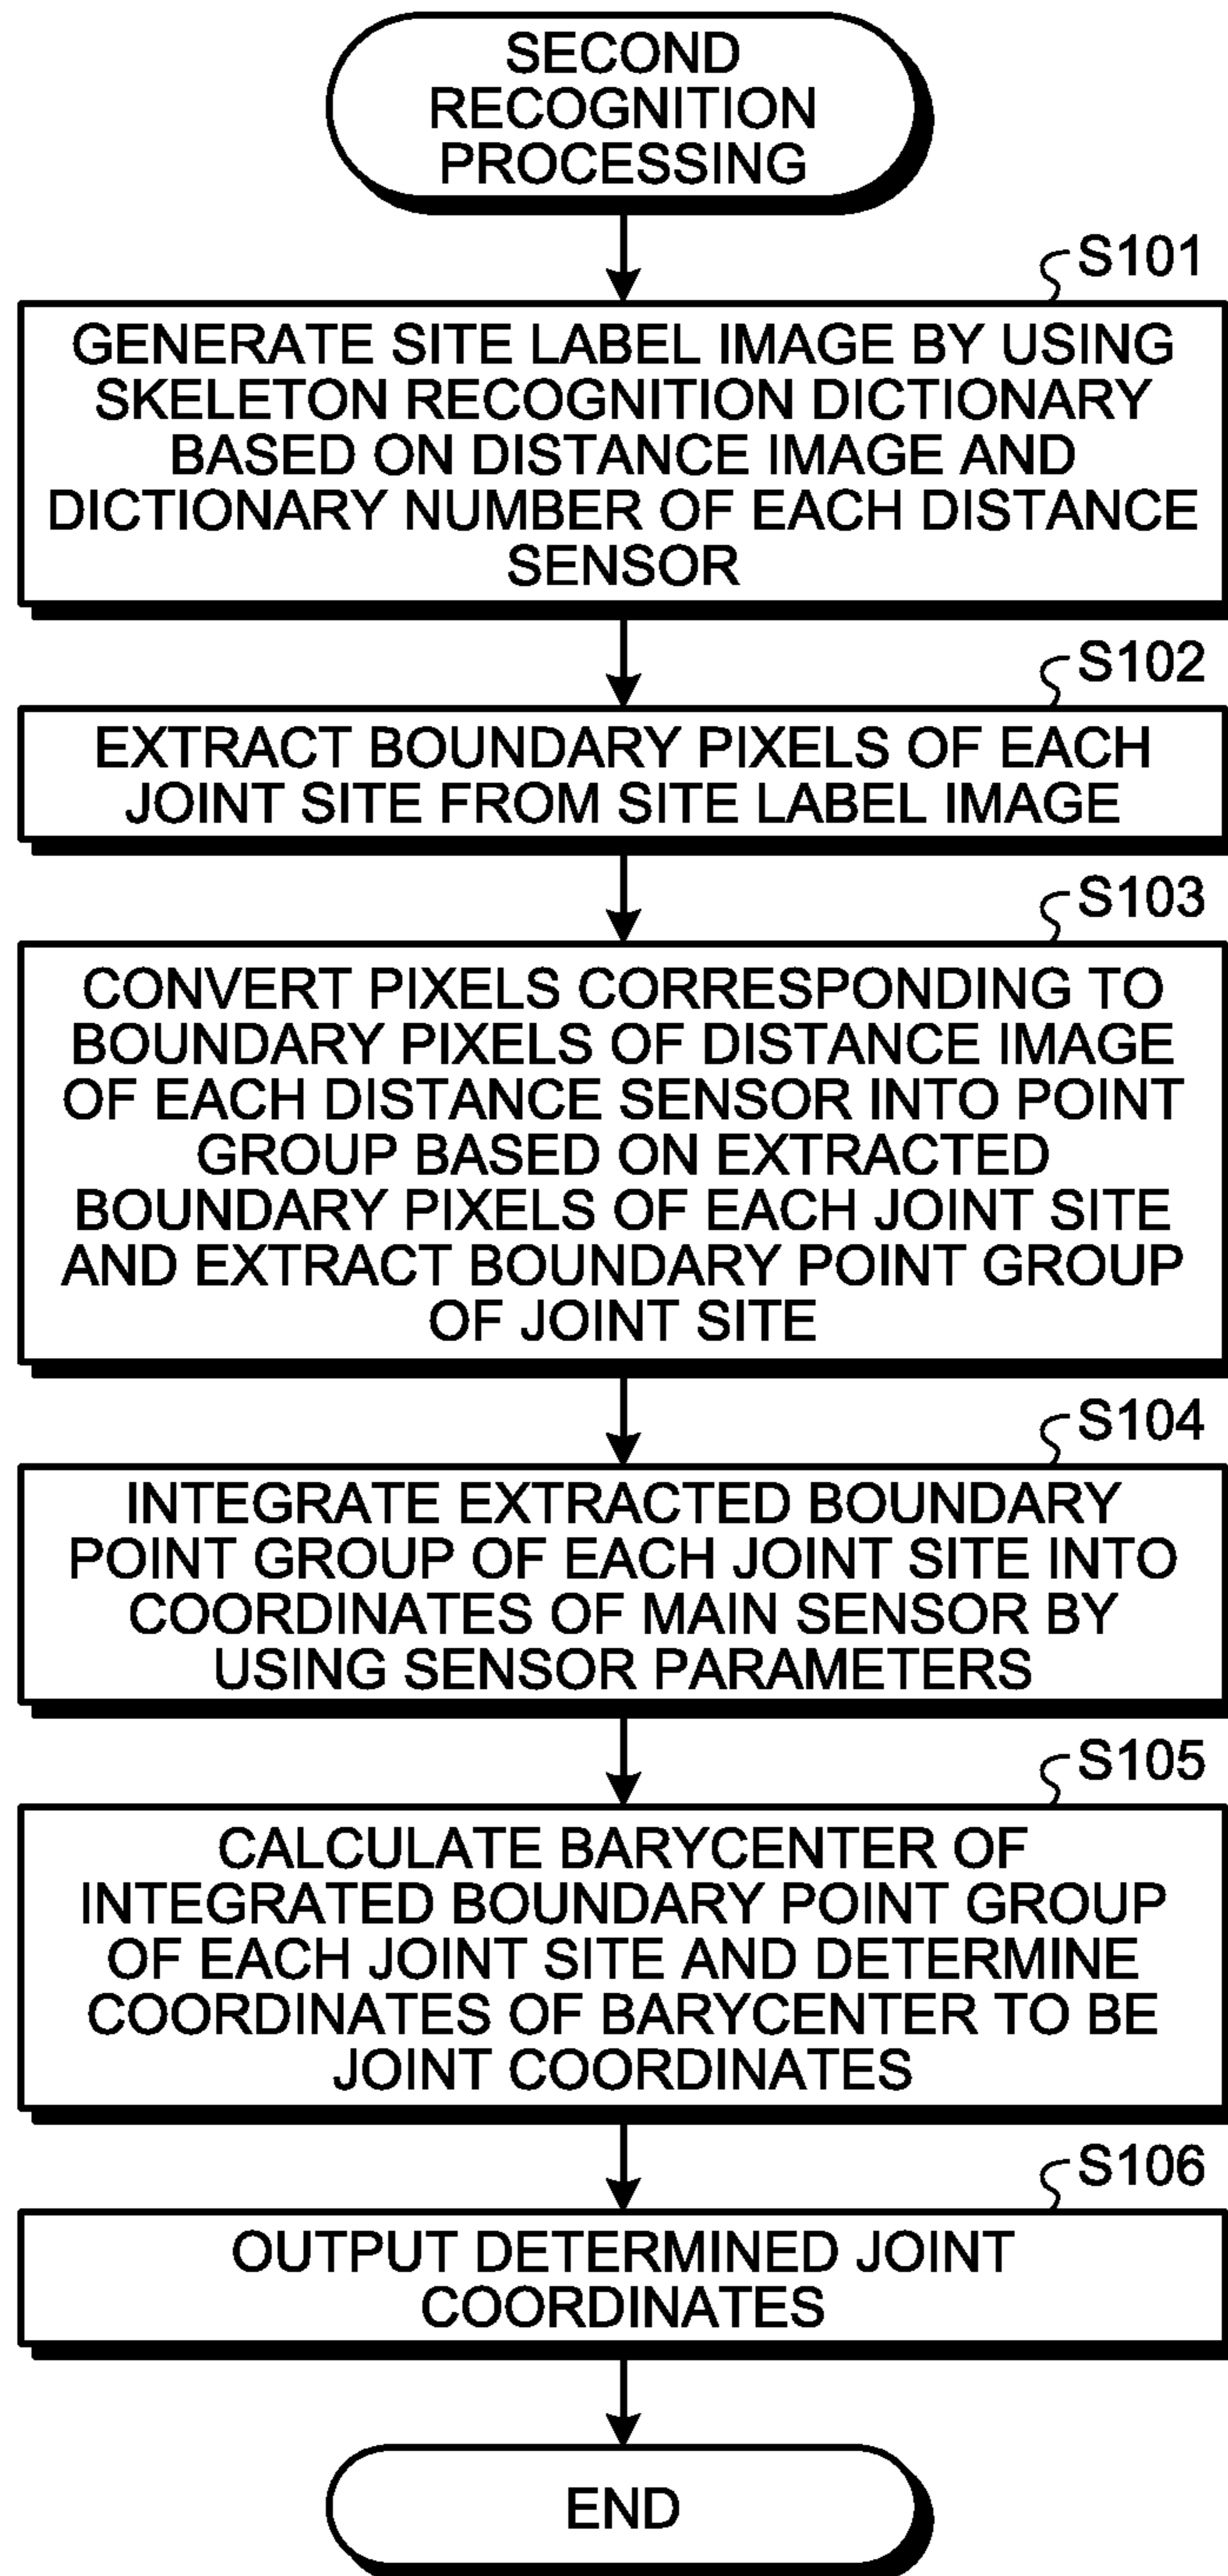 SECOND
RECOGNITION
PROCESSING
S101
GENERATE SITE LABEL IMAGE BY USING
SKELETON RECOGNITION DICTIONARY
BASED ON DISTANCE IMAGE AND
DICTIONARY NUMBER OF EACH DISTANCE
SENSOR
S102
EXTRACT BOUNDARY PIXELS OF EACH
JOINT SITE FROM SITE LABEL IMAGE
S103
CONVERT PIXELS CORRESPONDING TO
BOUNDARY PIXELS OF DISTANCE IMAGE
OF EACH DISTANCE SENSOR INTO POINT
GROUP BASED ON EXTRACTED
BOUNDARY PIXELS OF EACH JOINT SITE
AND EXTRACT BOUNDARY POINT GROUP
OF JOINT SITE
S104
INTEGRATE EXTRACTED BOUNDARY
POINT GROUP OF EACH JOINT SITE INTO
COORDINATES OF MAIN SENSOR BY
USING SENSOR PARAMETERS
S105
CALCULATE BARYCENTER OF
INTEGRATED BOUNDARY POINT GROUP
OF EACH JOINT SITE AND DETERMINE
COORDINATES OF BARYCENTER TO BE
JOINT COORDINATES
S106
OUTPUT DETERMINED JOINT
COORDINATES
END